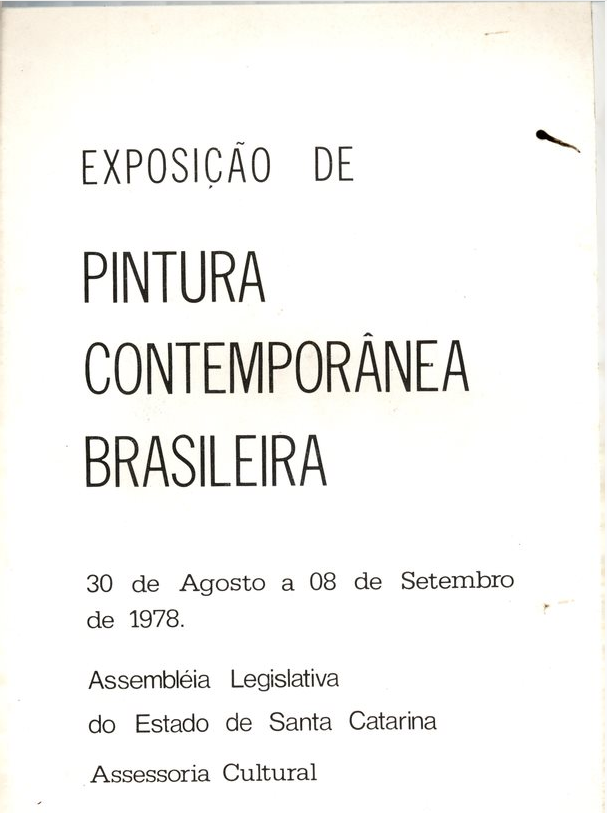 EXPOSIÇÃO DE
PINTURA
CONTEMPORÂNEA
BRASILEIRA
30 de Agosto a 08 de Setembro
de 1978.
Assembléia Legislativa
do Estado de Santa Catarina
Assessoria Cultural